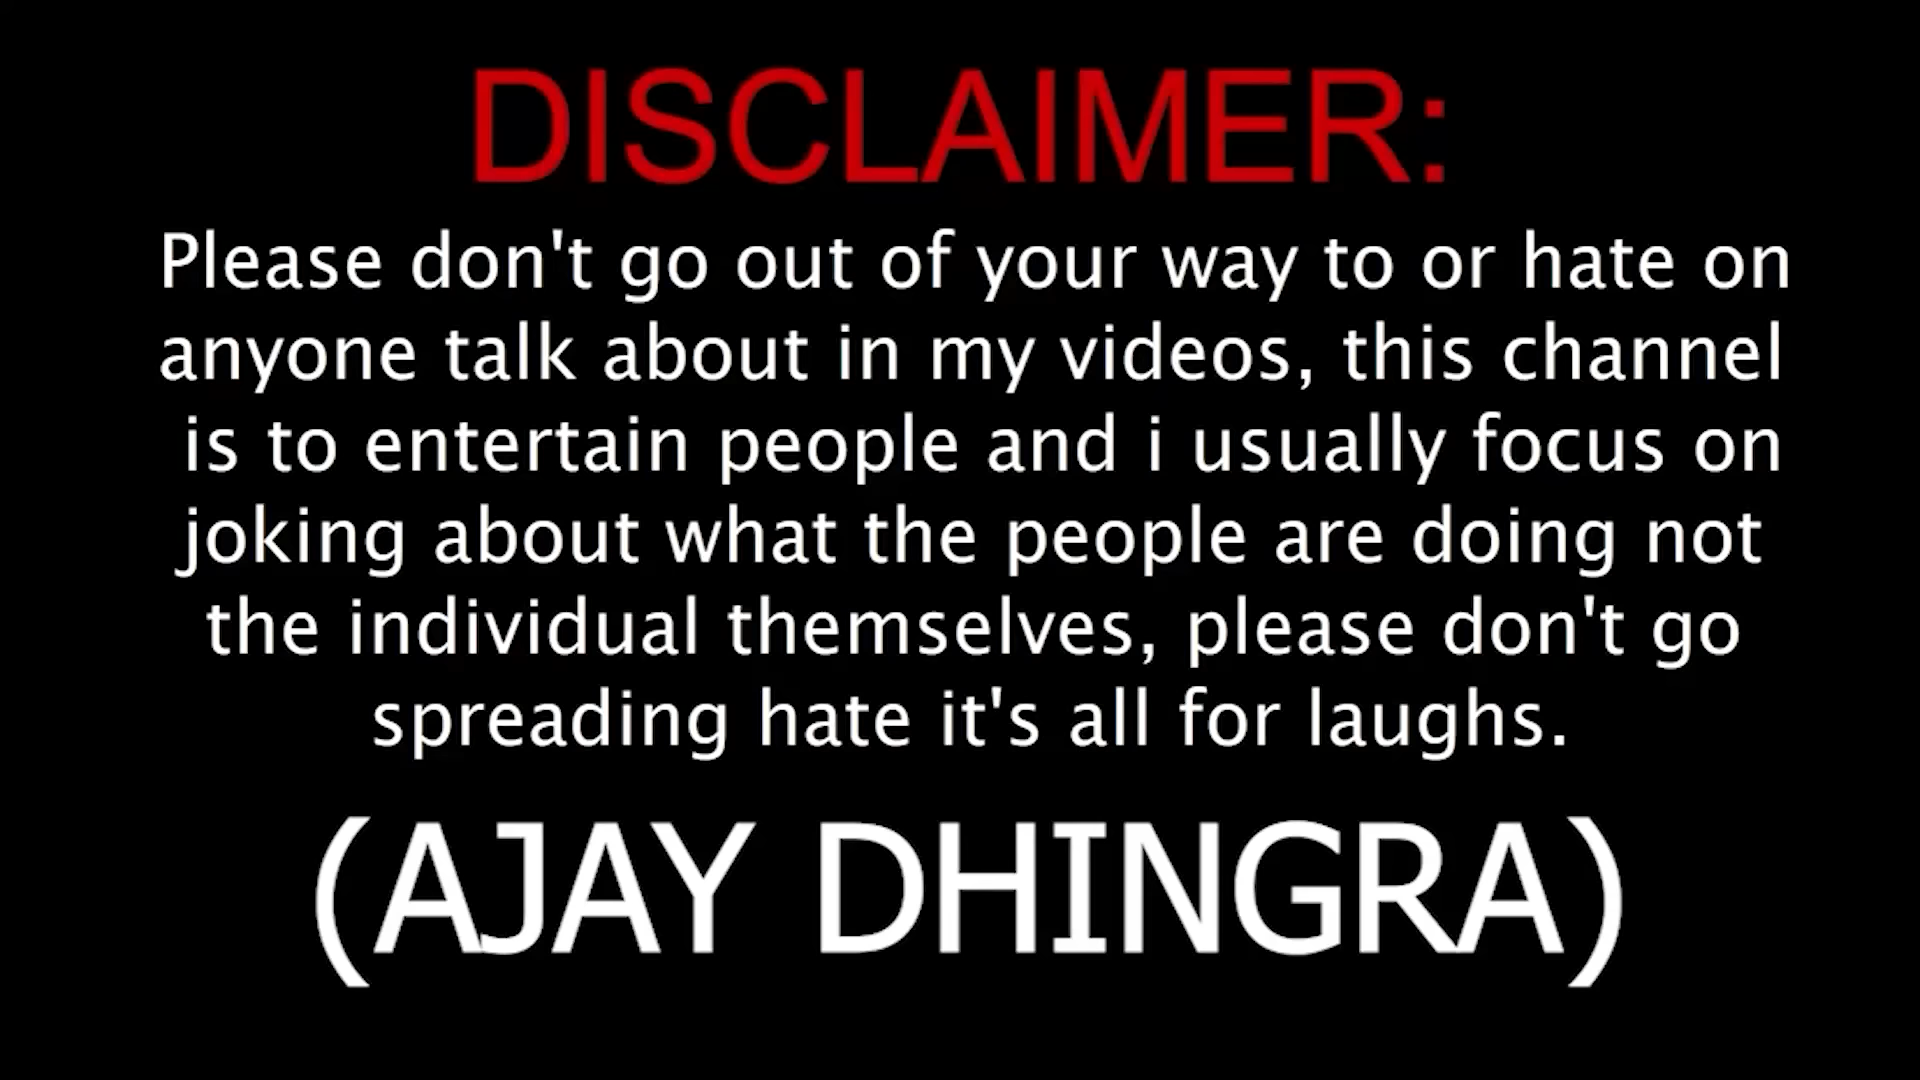 DISCLAIMER:
Please don't go out of your way to or hate on
anyone talk about in my videos, this channel
is to entertain people and i usually focus on
joking about what the people are doing not
the individual themselves, please don't go
spreading hate it's all for laughs.
(AJAY DHINGRA)